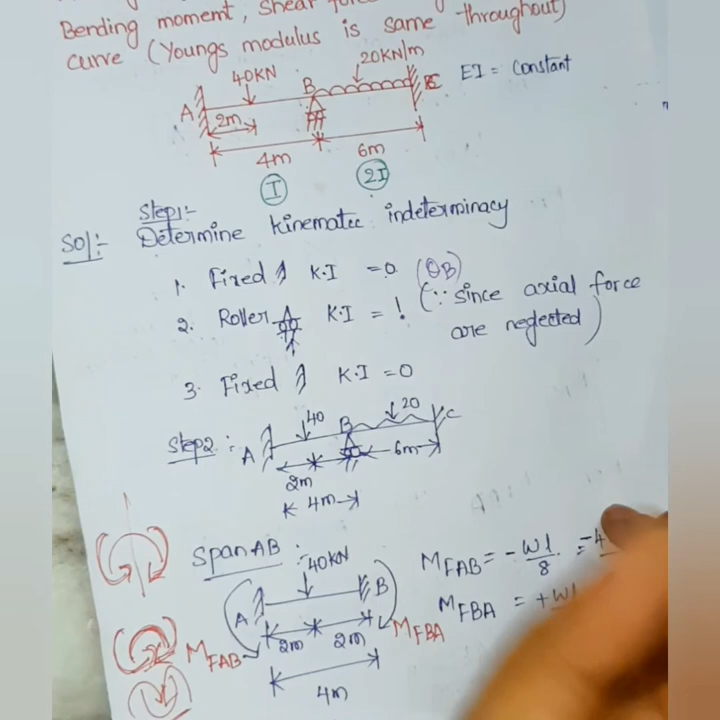 Bending moment, Shear
curve (Youngs modulus is same throughout)
40KN
20KN/m
EI = Constant
A
B
C
2m
4m
6m
I
2I
Step1:-
Sol:- Determine kinematic indeterminacy
1. Fixed K.I = 0 (θB)
2. Roller K.I = 1 (∵ since axial force
are neglected)
3. Fixed K.I = 0
Step2 :
40
20
A
B
C
2m
6m
4m
Span AB :
40KN
A
B
2m
2m
MFAB
MFBA
4m
MFAB = -Wl/8 = -4
MFBA = +Wl